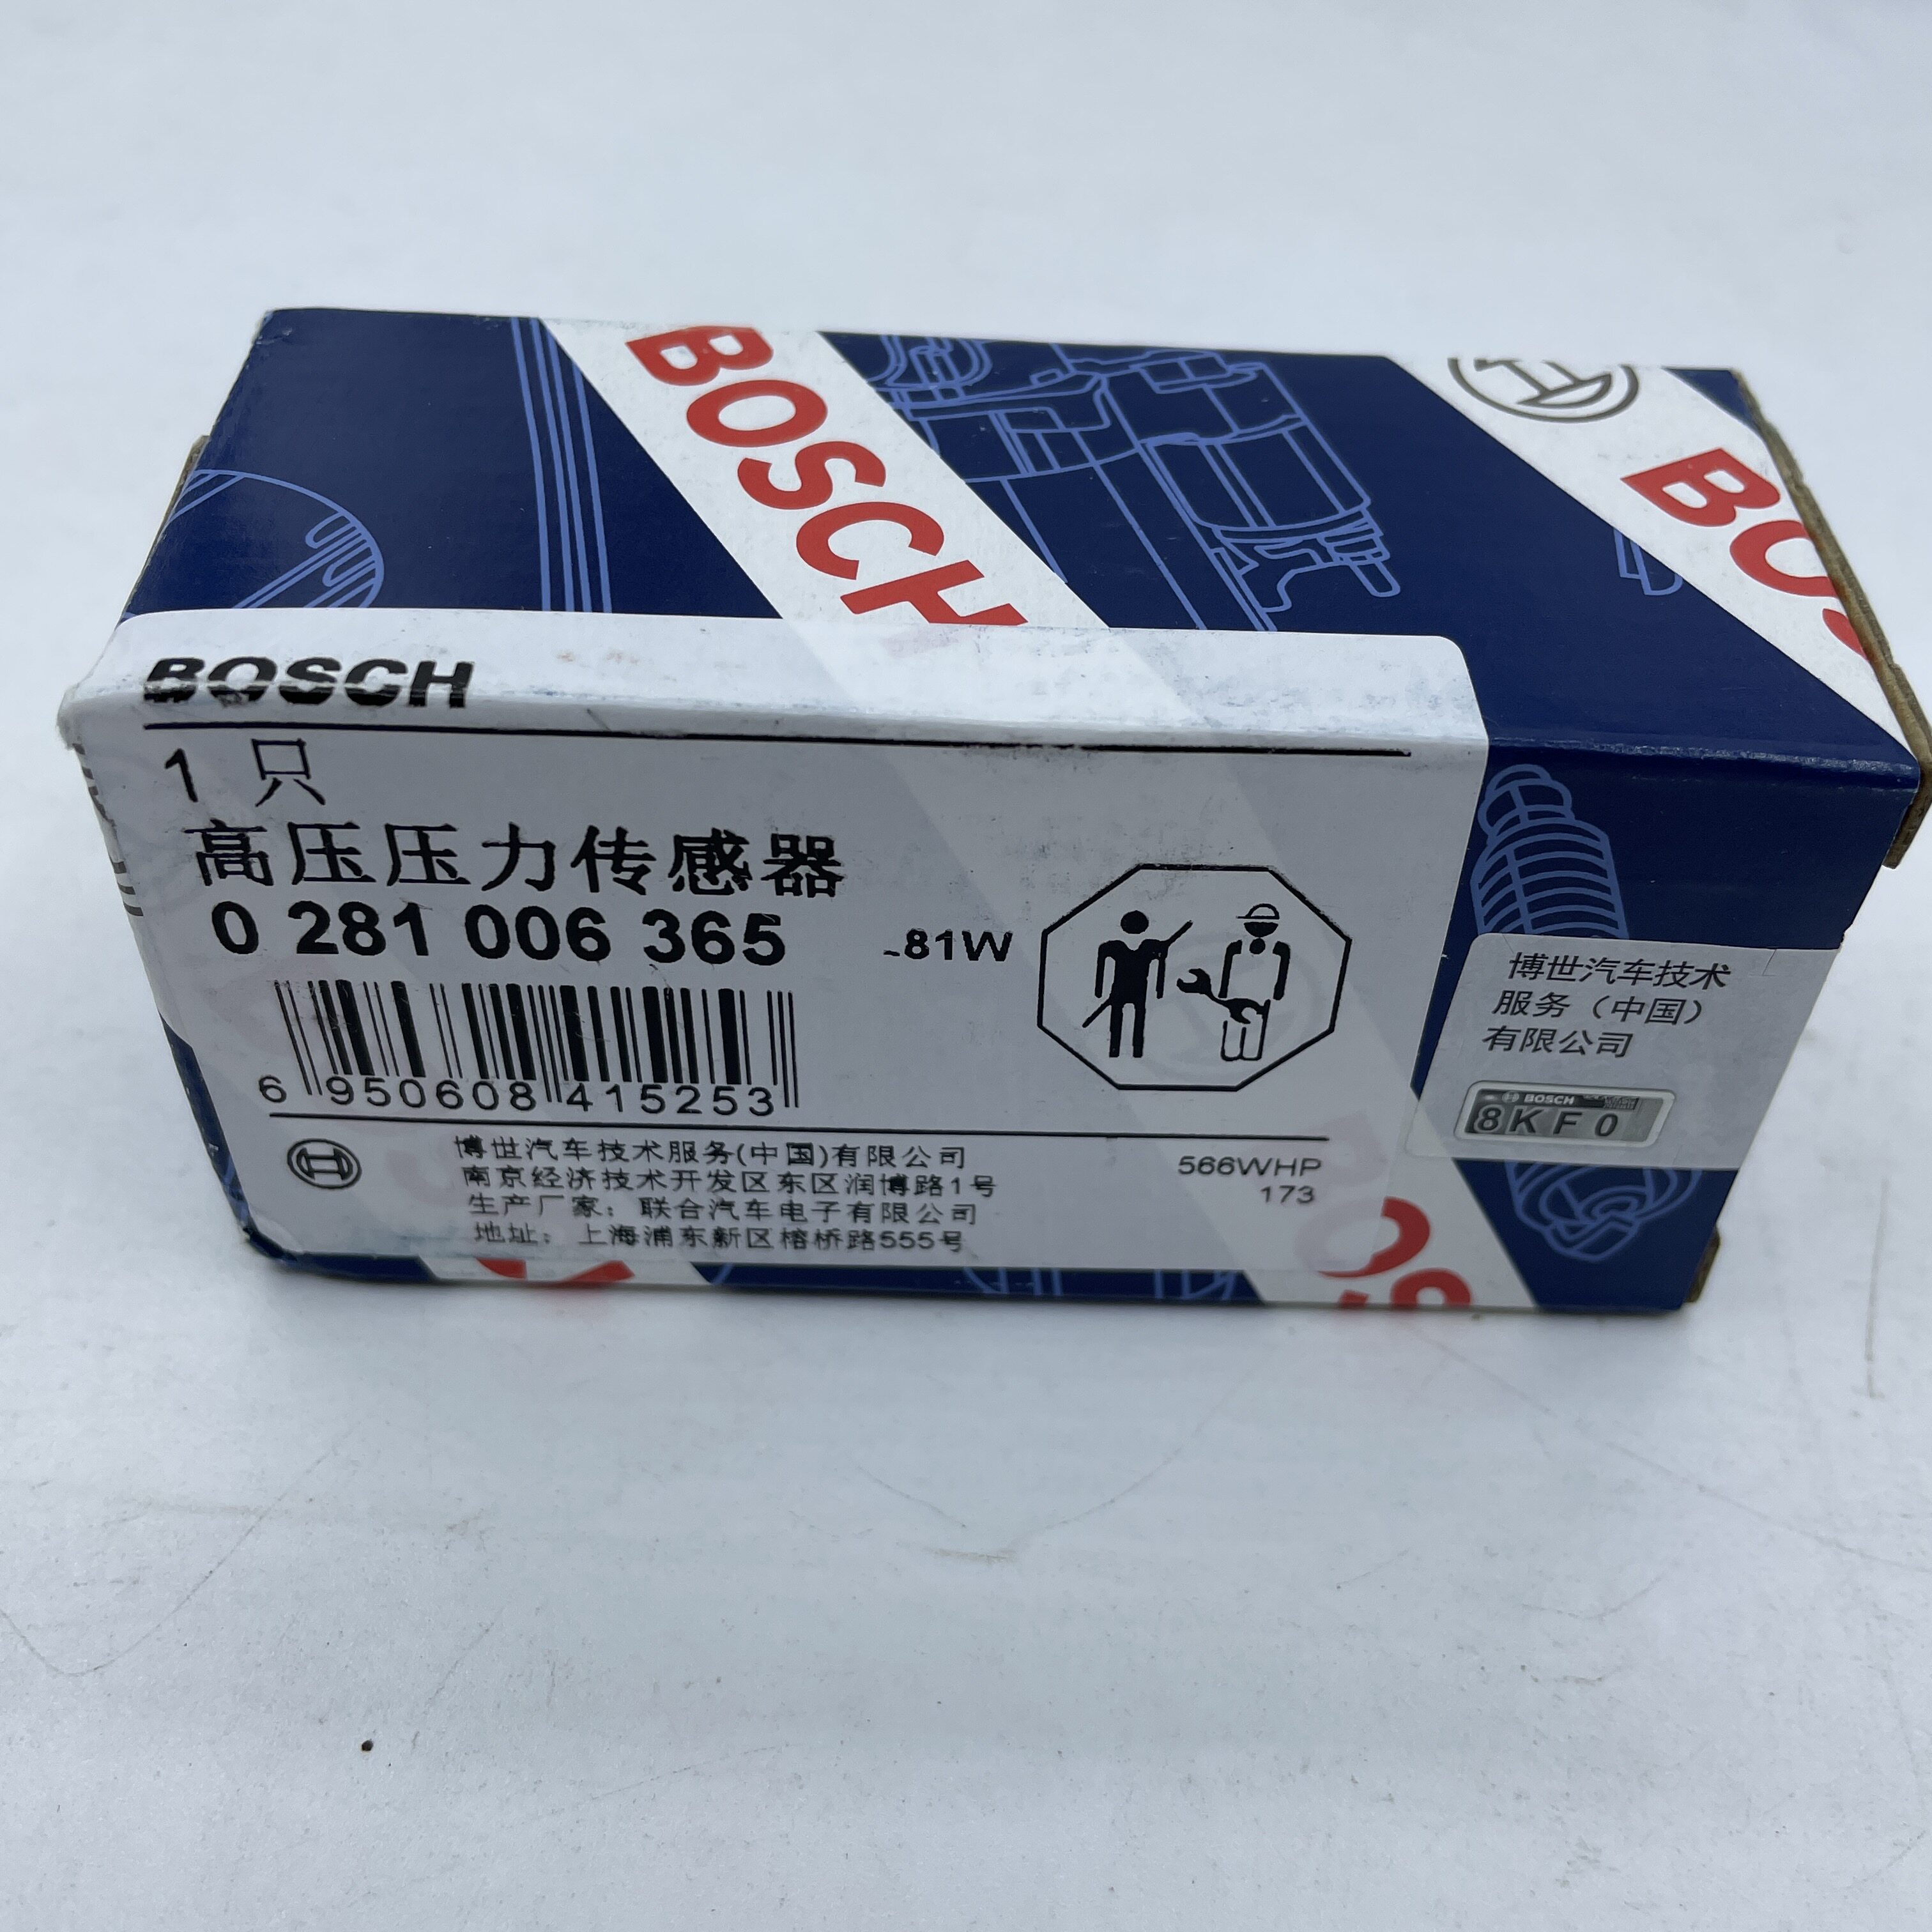 BOSCH
BOS
BOSCH
1 只
高压压力传感器
0 281 006 365
-81W
6 950608 415253
博世汽车技术服务(中国)有限公司
南京经济技术开发区东区润博路1号
生产厂家：联合汽车电子有限公司
地址：上海浦东新区榕桥路555号
566WHP
173
博世汽车技术
服务（中国）
有限公司
BOSCH
8KF0
OS